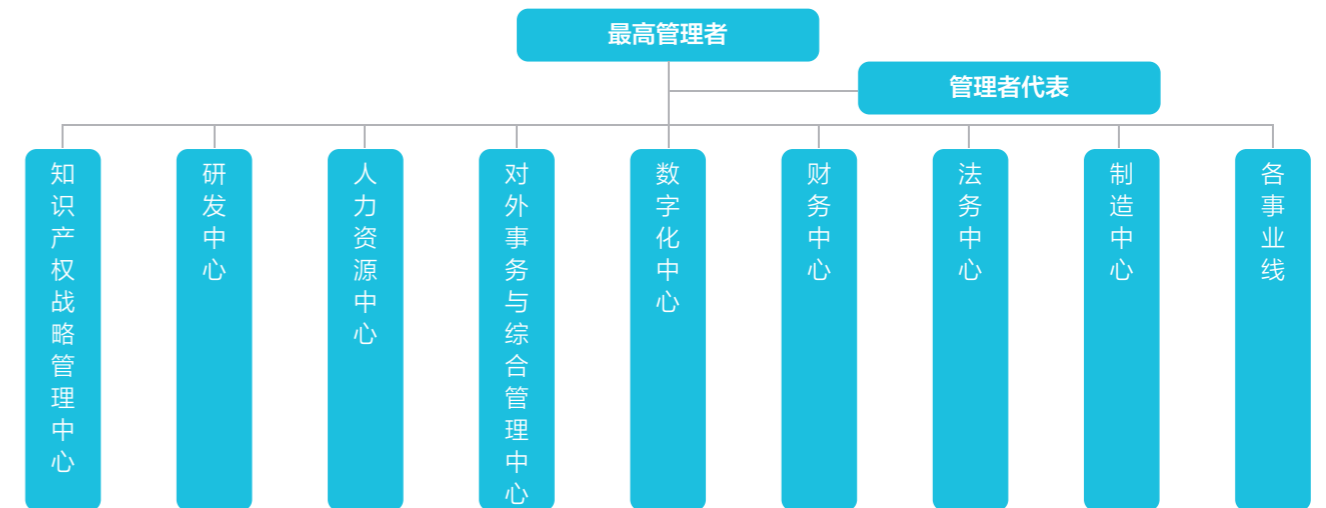 最高管理者
管理者代表
知识产权战略管理中心
研发中心
人力资源中心
对外事务与综合管理中心
数字化中心
财务中心
法务中心
制造中心
各事业线